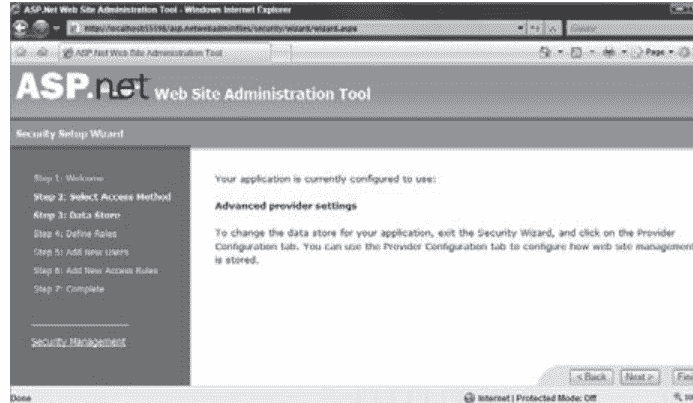 ASP.Net Web Site Administration Tool - Windows Internet Explorer
ASP.Net Web Site Administration Tool
Page
ASP.net Web Site Administration Tool
Security Setup Wizard
Step 1: Welcome
Step 2: Select Access Method
Step 3: Data Store
Step 4: Define Roles
Step 5: Add New Users
Step 6: Add New Access Rules
Step 7: Complete
Security Management
Your application is currently configured to use:
Advanced provider settings
To change the data store for your application, exit the Security Wizard, and click on the Provider
Configuration tab. You can use the Provider Configuration tab to configure how web site management
is stored.
< Back
Next >
Done
Internet | Protected Mode: Off